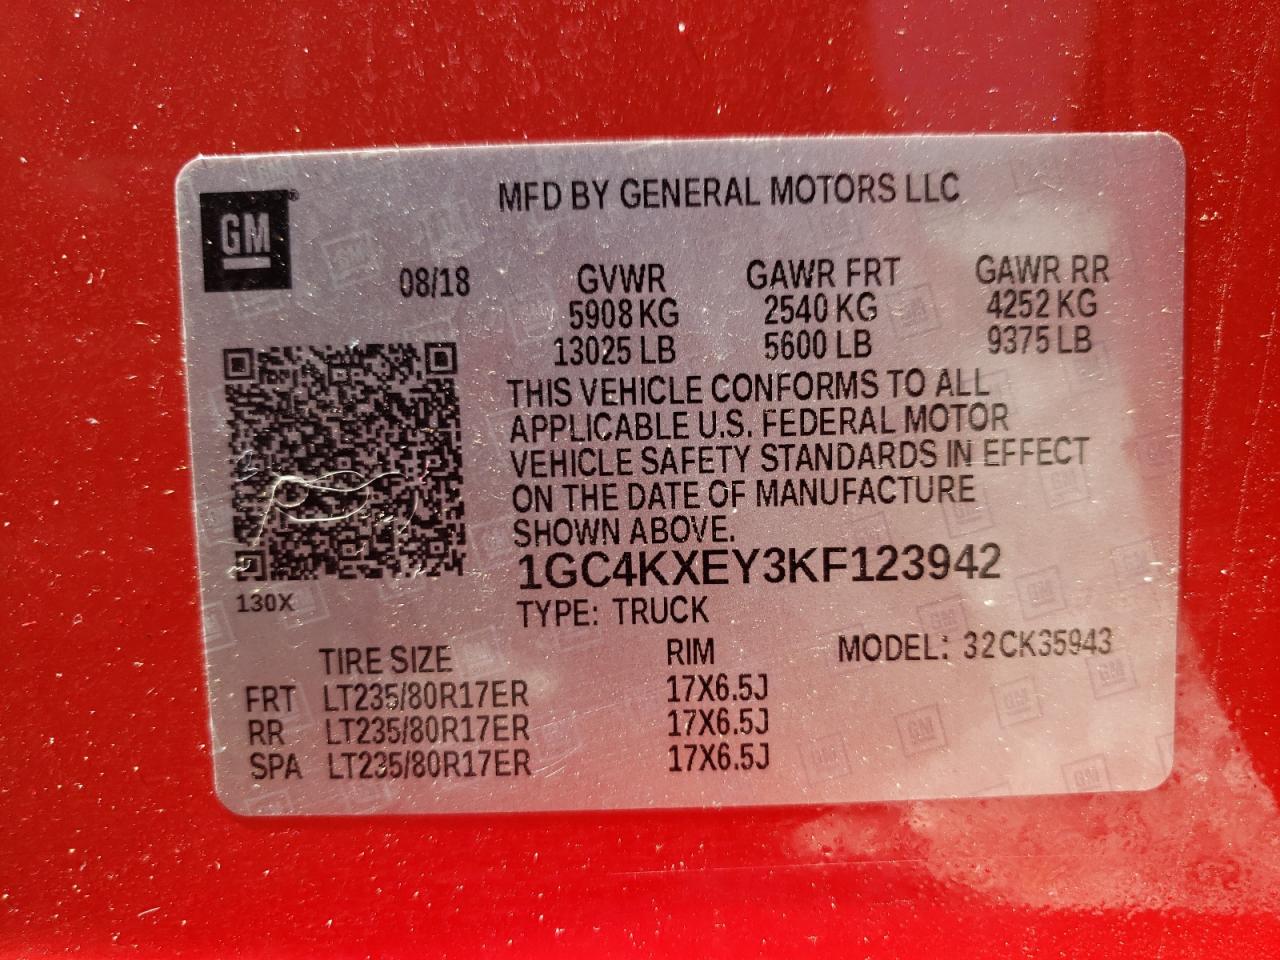 MFD BY GENERAL MOTORS LLC
GM®
08/18 GVWR GAWR FRT GAWR RR
5908 KG 2540 KG 4252 KG
13025 LB 5600 LB 9375 LB
THIS VEHICLE CONFORMS TO ALL
APPLICABLE U.S. FEDERAL MOTOR
VEHICLE SAFETY STANDARDS IN EFFECT
ON THE DATE OF MANUFACTURE
SHOWN ABOVE.
1GC4KXEY3KF123942
130X
TYPE: TRUCK
TIRE SIZE RIM MODEL: 32CK35943
FRT LT235/80R17ER 17X6.5J
RR LT235/80R17ER 17X6.5J
SPA LT235/80R17ER 17X6.5J